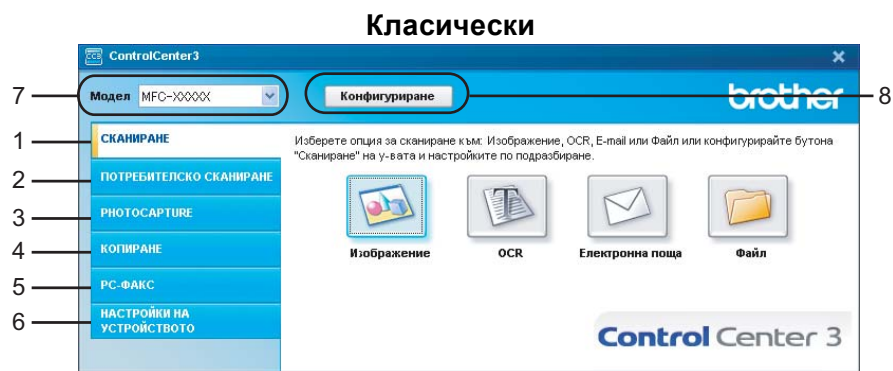 Класически
ControlCenter3
7
Модел MFC-XXXXX
Конфигуриране
brother
8
1
СКАНИРАНЕ
Изберете опция за сканиране към: Изображение, OCR, E-mail или Файл или конфигурирайте бутона
"Сканиране" на у-вата и настройките по подразбиране.
2
ПОТРЕБИТЕЛСКО СКАНИРАНЕ
3
PHOTOCAPTURE
4
КОПИРАНЕ
5
PC-ФАКС
6
НАСТРОЙКИ НА
УСТРОЙСТВОТО
Изображение
OCR
Електронна поща
Файл
Control Center 3